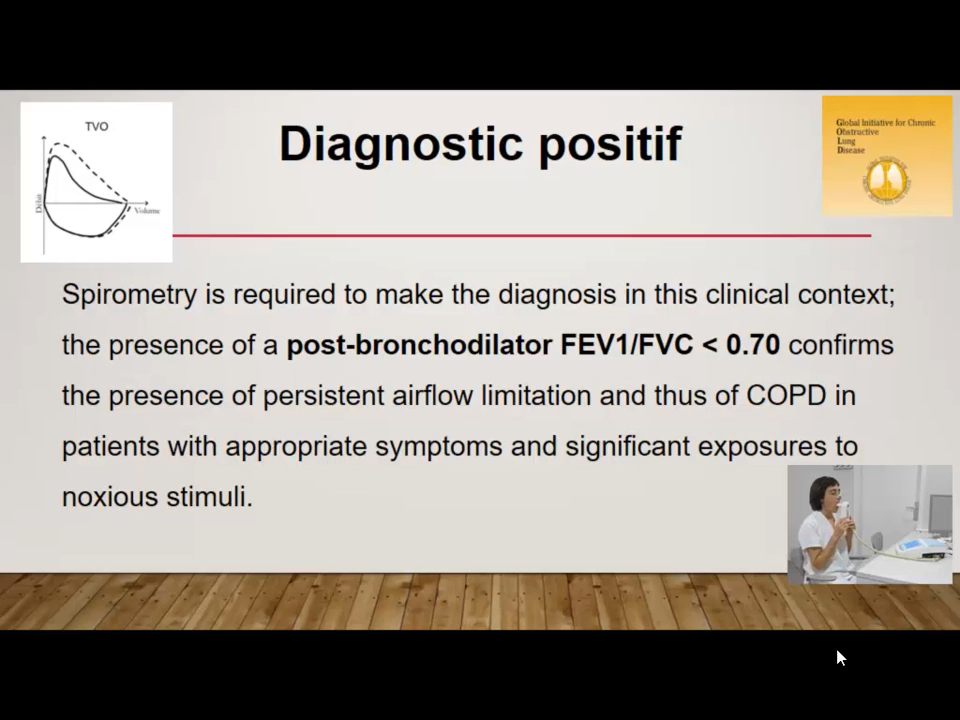 TVO
Diagnostic positif
Global Initiative for Chronic
Obstructive
Lung
Disease
Débit
Volume
Spirometry is required to make the diagnosis in this clinical context;
the presence of a post-bronchodilator FEV1/FVC < 0.70 confirms
the presence of persistent airflow limitation and thus of COPD in
patients with appropriate symptoms and significant exposures to
noxious stimuli.